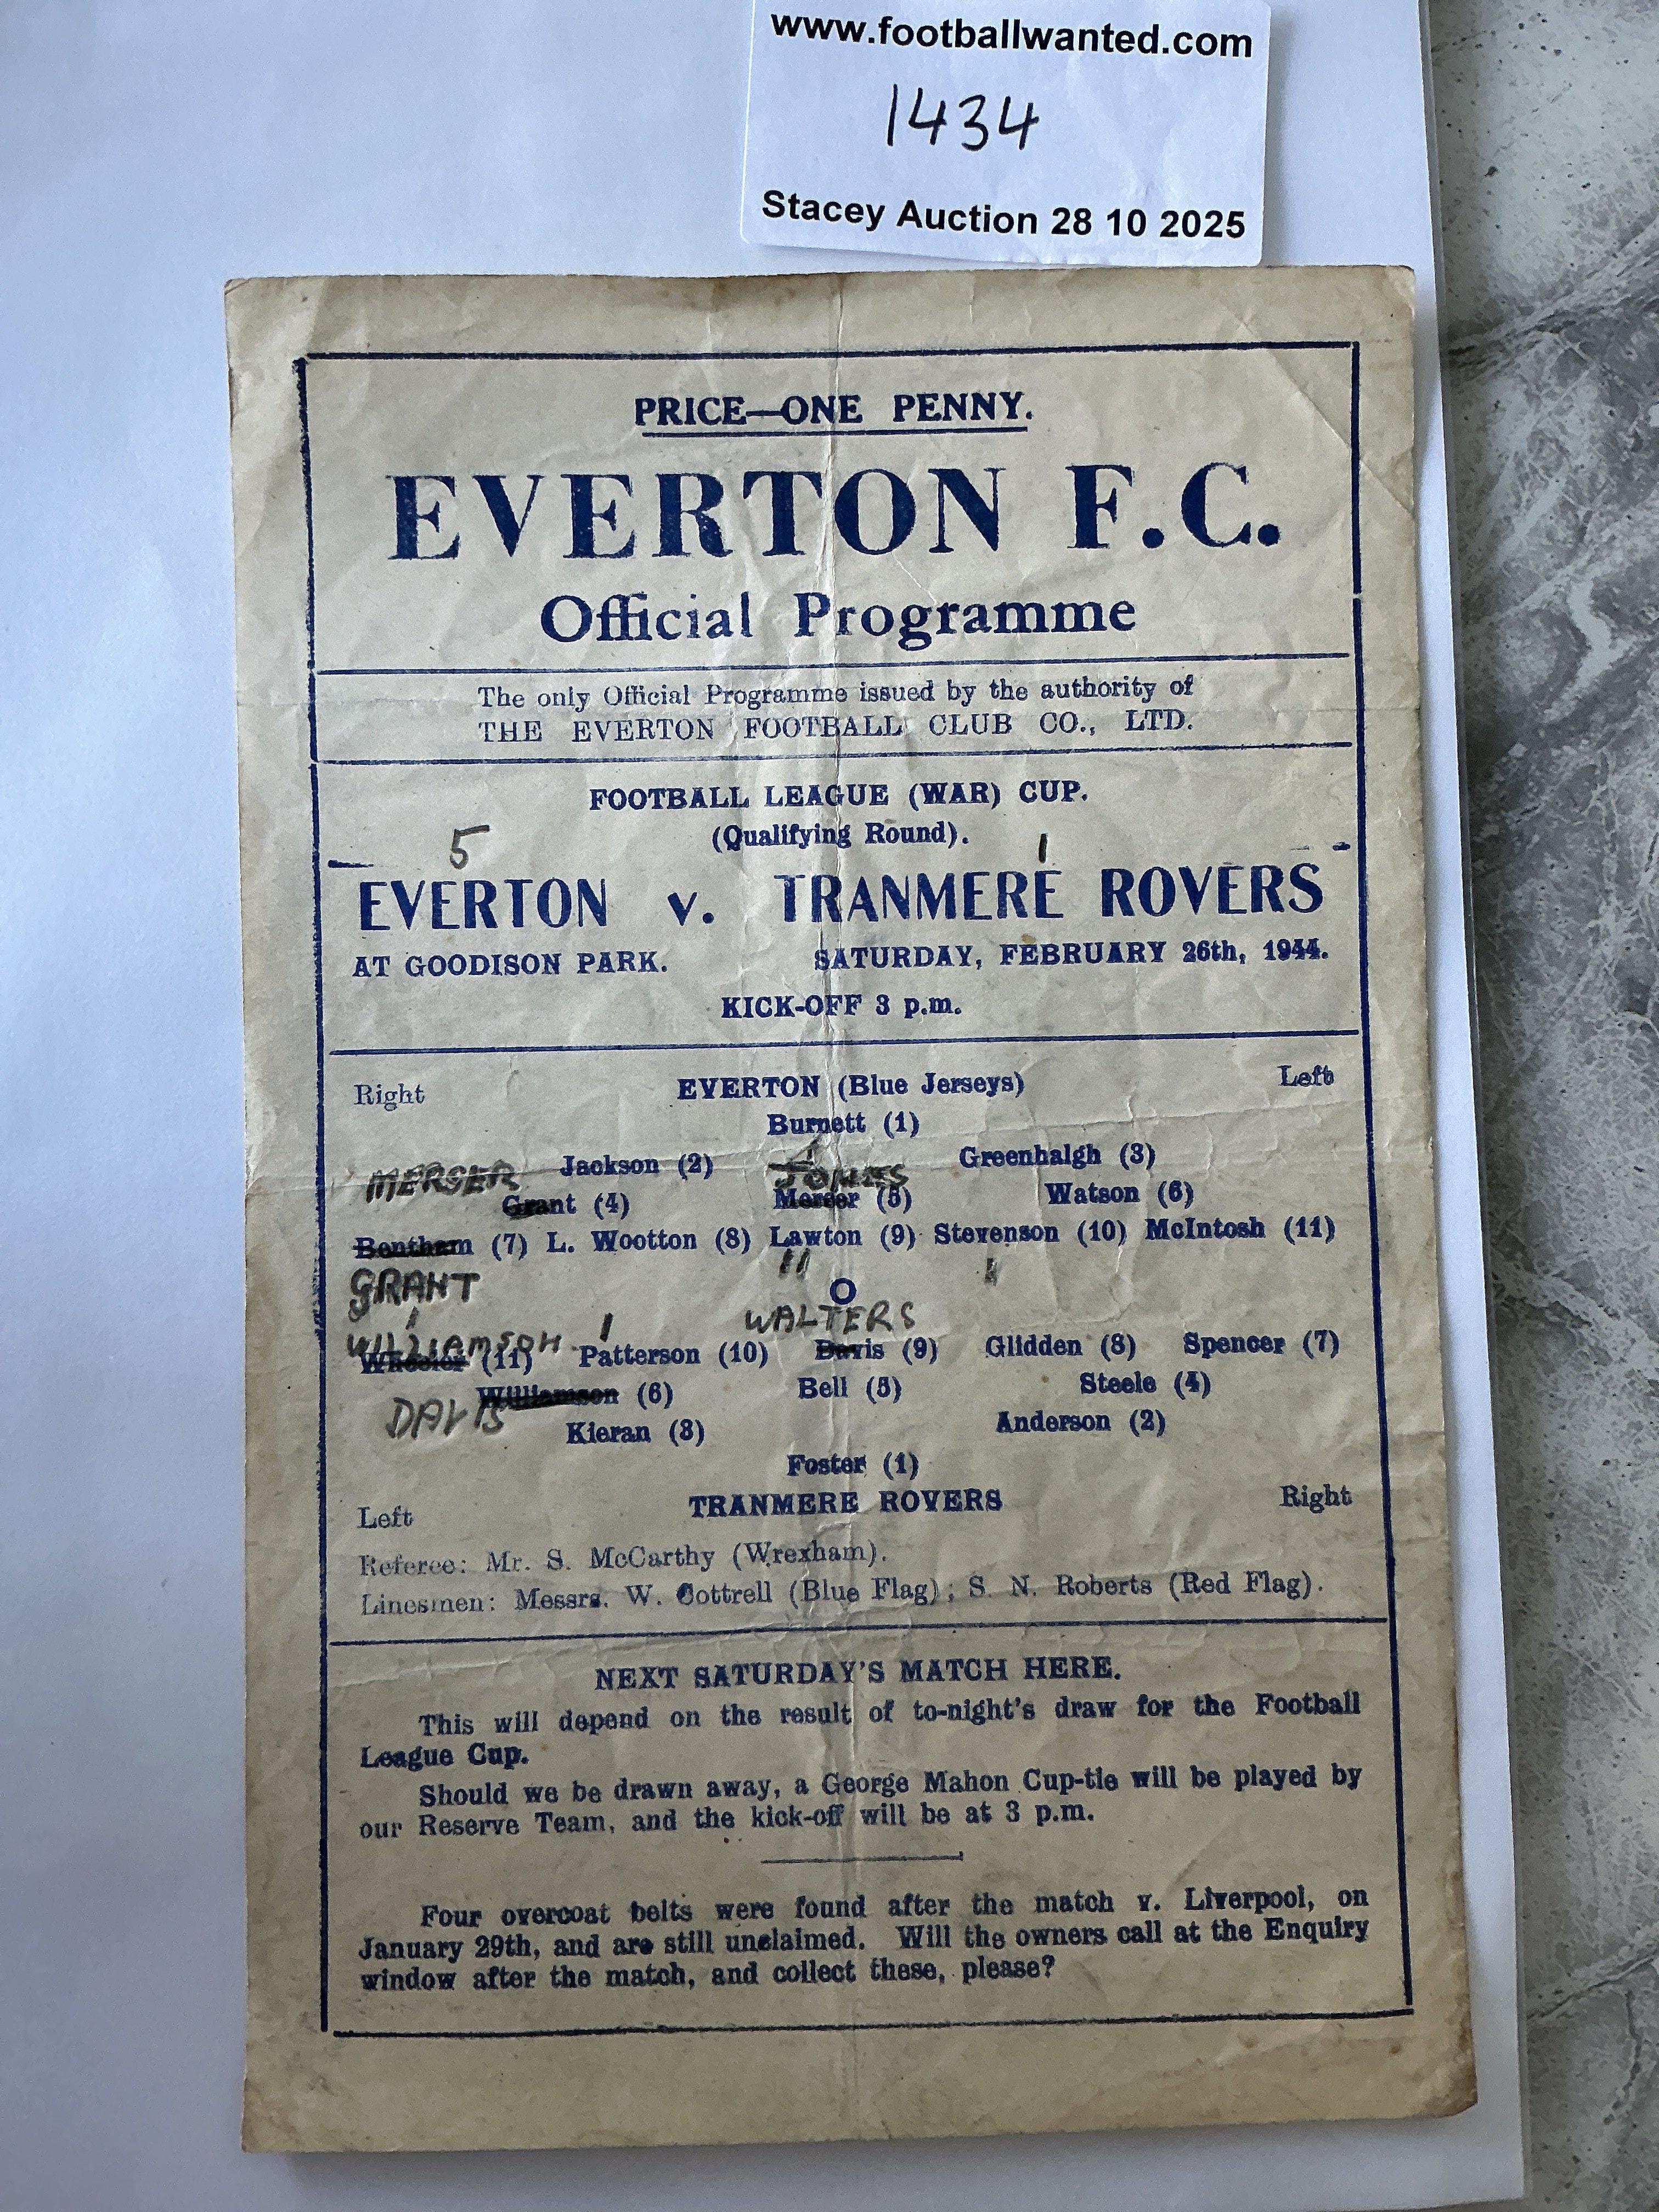 www.footballwanted.com
1434
Stacey Auction 28 10 2025
PRICE—ONE PENNY.
EVERTON F.C.
Official Programme
The only Official Programme issued by the authority of
THE EVERTON FOOTBALL CLUB CO., LTD.
FOOTBALL LEAGUE (WAR) CUP.
(Qualifying Round).
5 1
EVERTON v. TRANMERE ROVERS
AT GOODISON PARK. SATURDAY, FEBRUARY 26th, 1944.
KICK-OFF 3 p.m.
Right EVERTON (Blue Jerseys) Left
Burnett (1)
Jackson (2) Greenhalgh (3)
MERCER JONES
Grant (4) Mercer (5) Watson (6)
Bentham (7) L. Wootton (8) Lawton (9) Stevenson (10) McIntosh (11)
GRANT
O
WILLIAMSON WALTERS
Wheeler (11) Patterson (10) Davis (9) Glidden (8) Spencer (7)
Williamson (6) Bell (5) Steele (4)
DAVIS
Kieran (3) Anderson (2)
Foster (1)
Left TRANMERE ROVERS Right
Referee: Mr. S. McCarthy (Wrexham).
Linesmen: Messrs. W. Cottrell (Blue Flag); S. N. Roberts (Red Flag).
NEXT SATURDAY'S MATCH HERE.
This will depend on the result of to-night's draw for the Football
League Cup.
Should we be drawn away, a George Mahon Cup-tie will be played by
our Reserve Team, and the kick-off will be at 3 p.m.
Four overcoat belts were found after the match v. Liverpool, on
January 29th, and are still unclaimed. Will the owners call at the Enquiry
window after the match, and collect these, please?